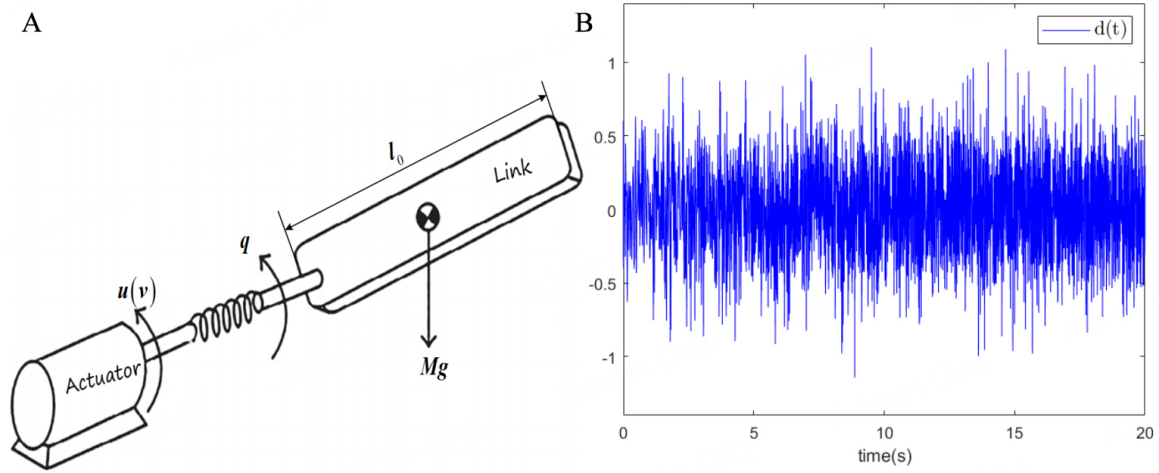 A
l₀
Link
q
u(v)
Actuator
Mg
B
d(t)
1
0.5
0
-0.5
-1
0
5
10
15
20
time(s)